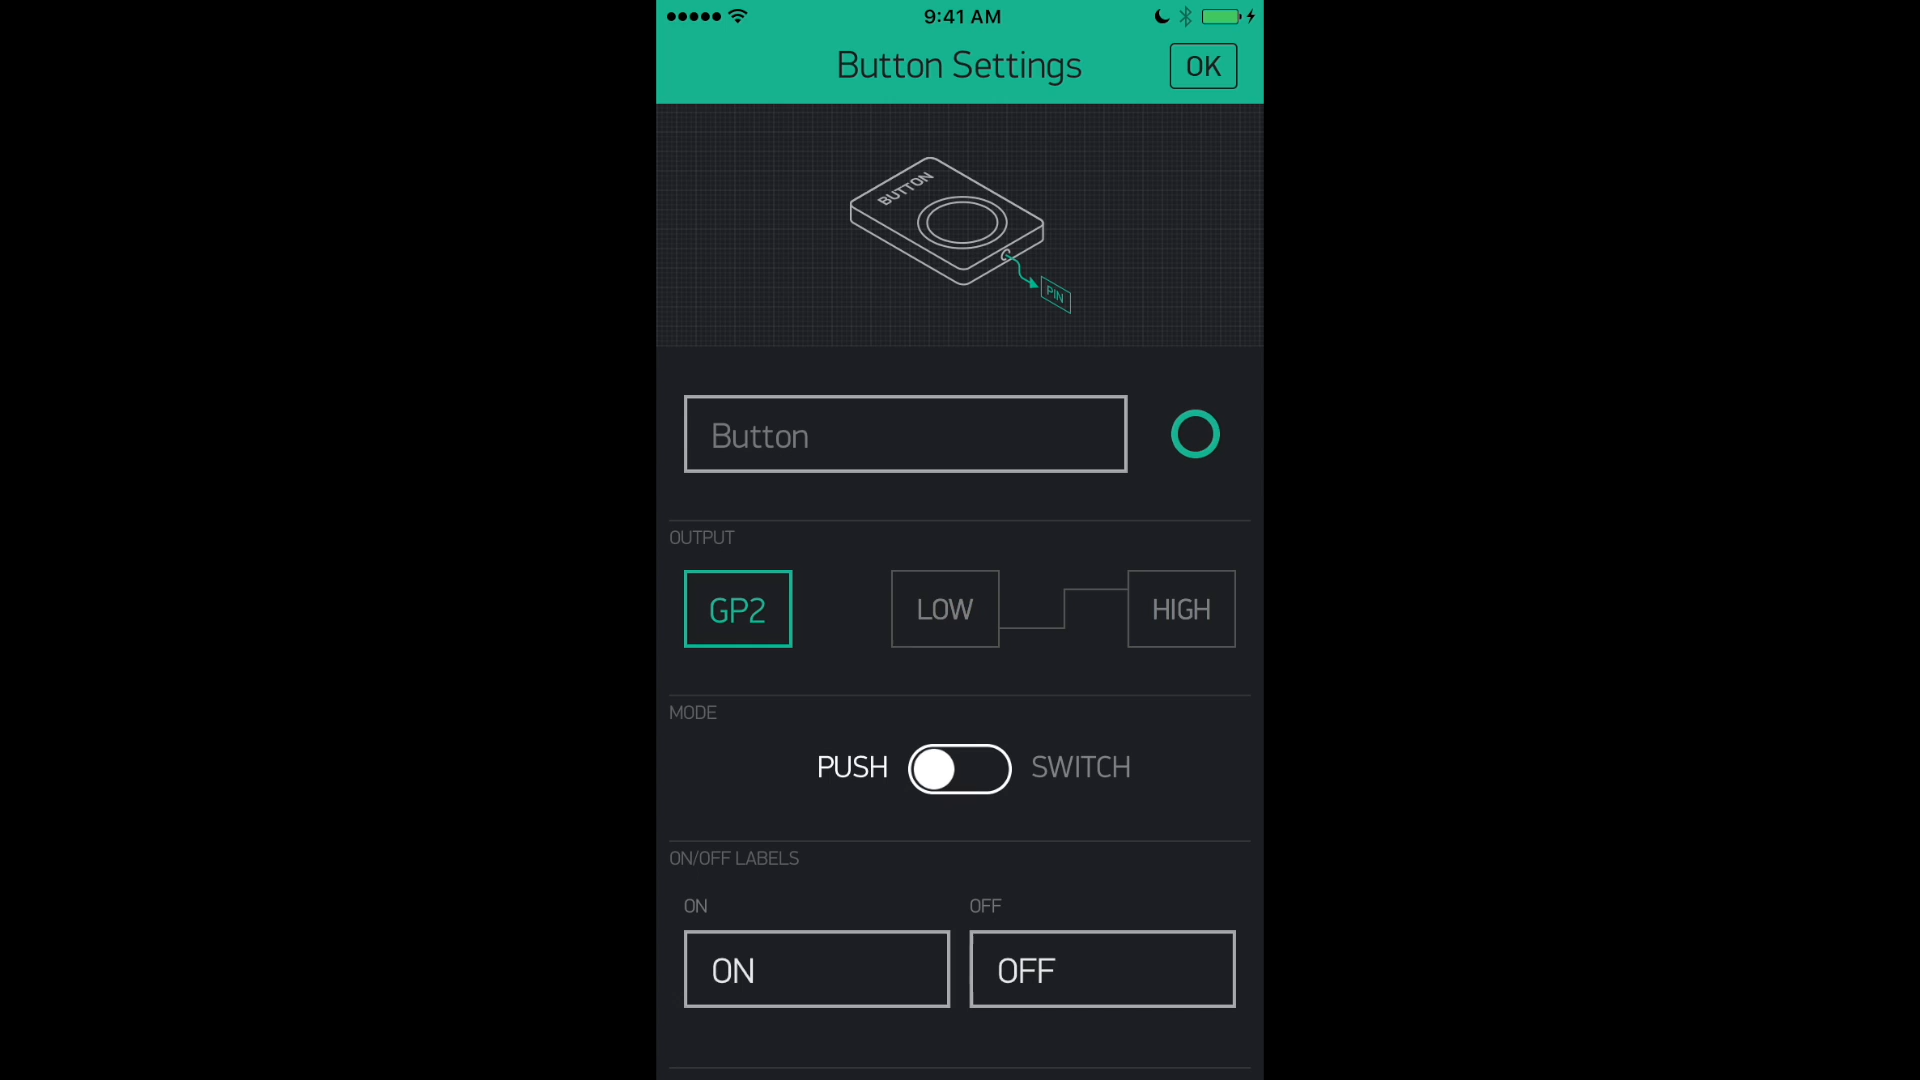 9:41 AM
Button Settings
OK
BUTTON
PIN
Button
OUTPUT
GP2
LOW
HIGH
MODE
PUSH
SWITCH
ON/OFF LABELS
ON
OFF
ON
OFF